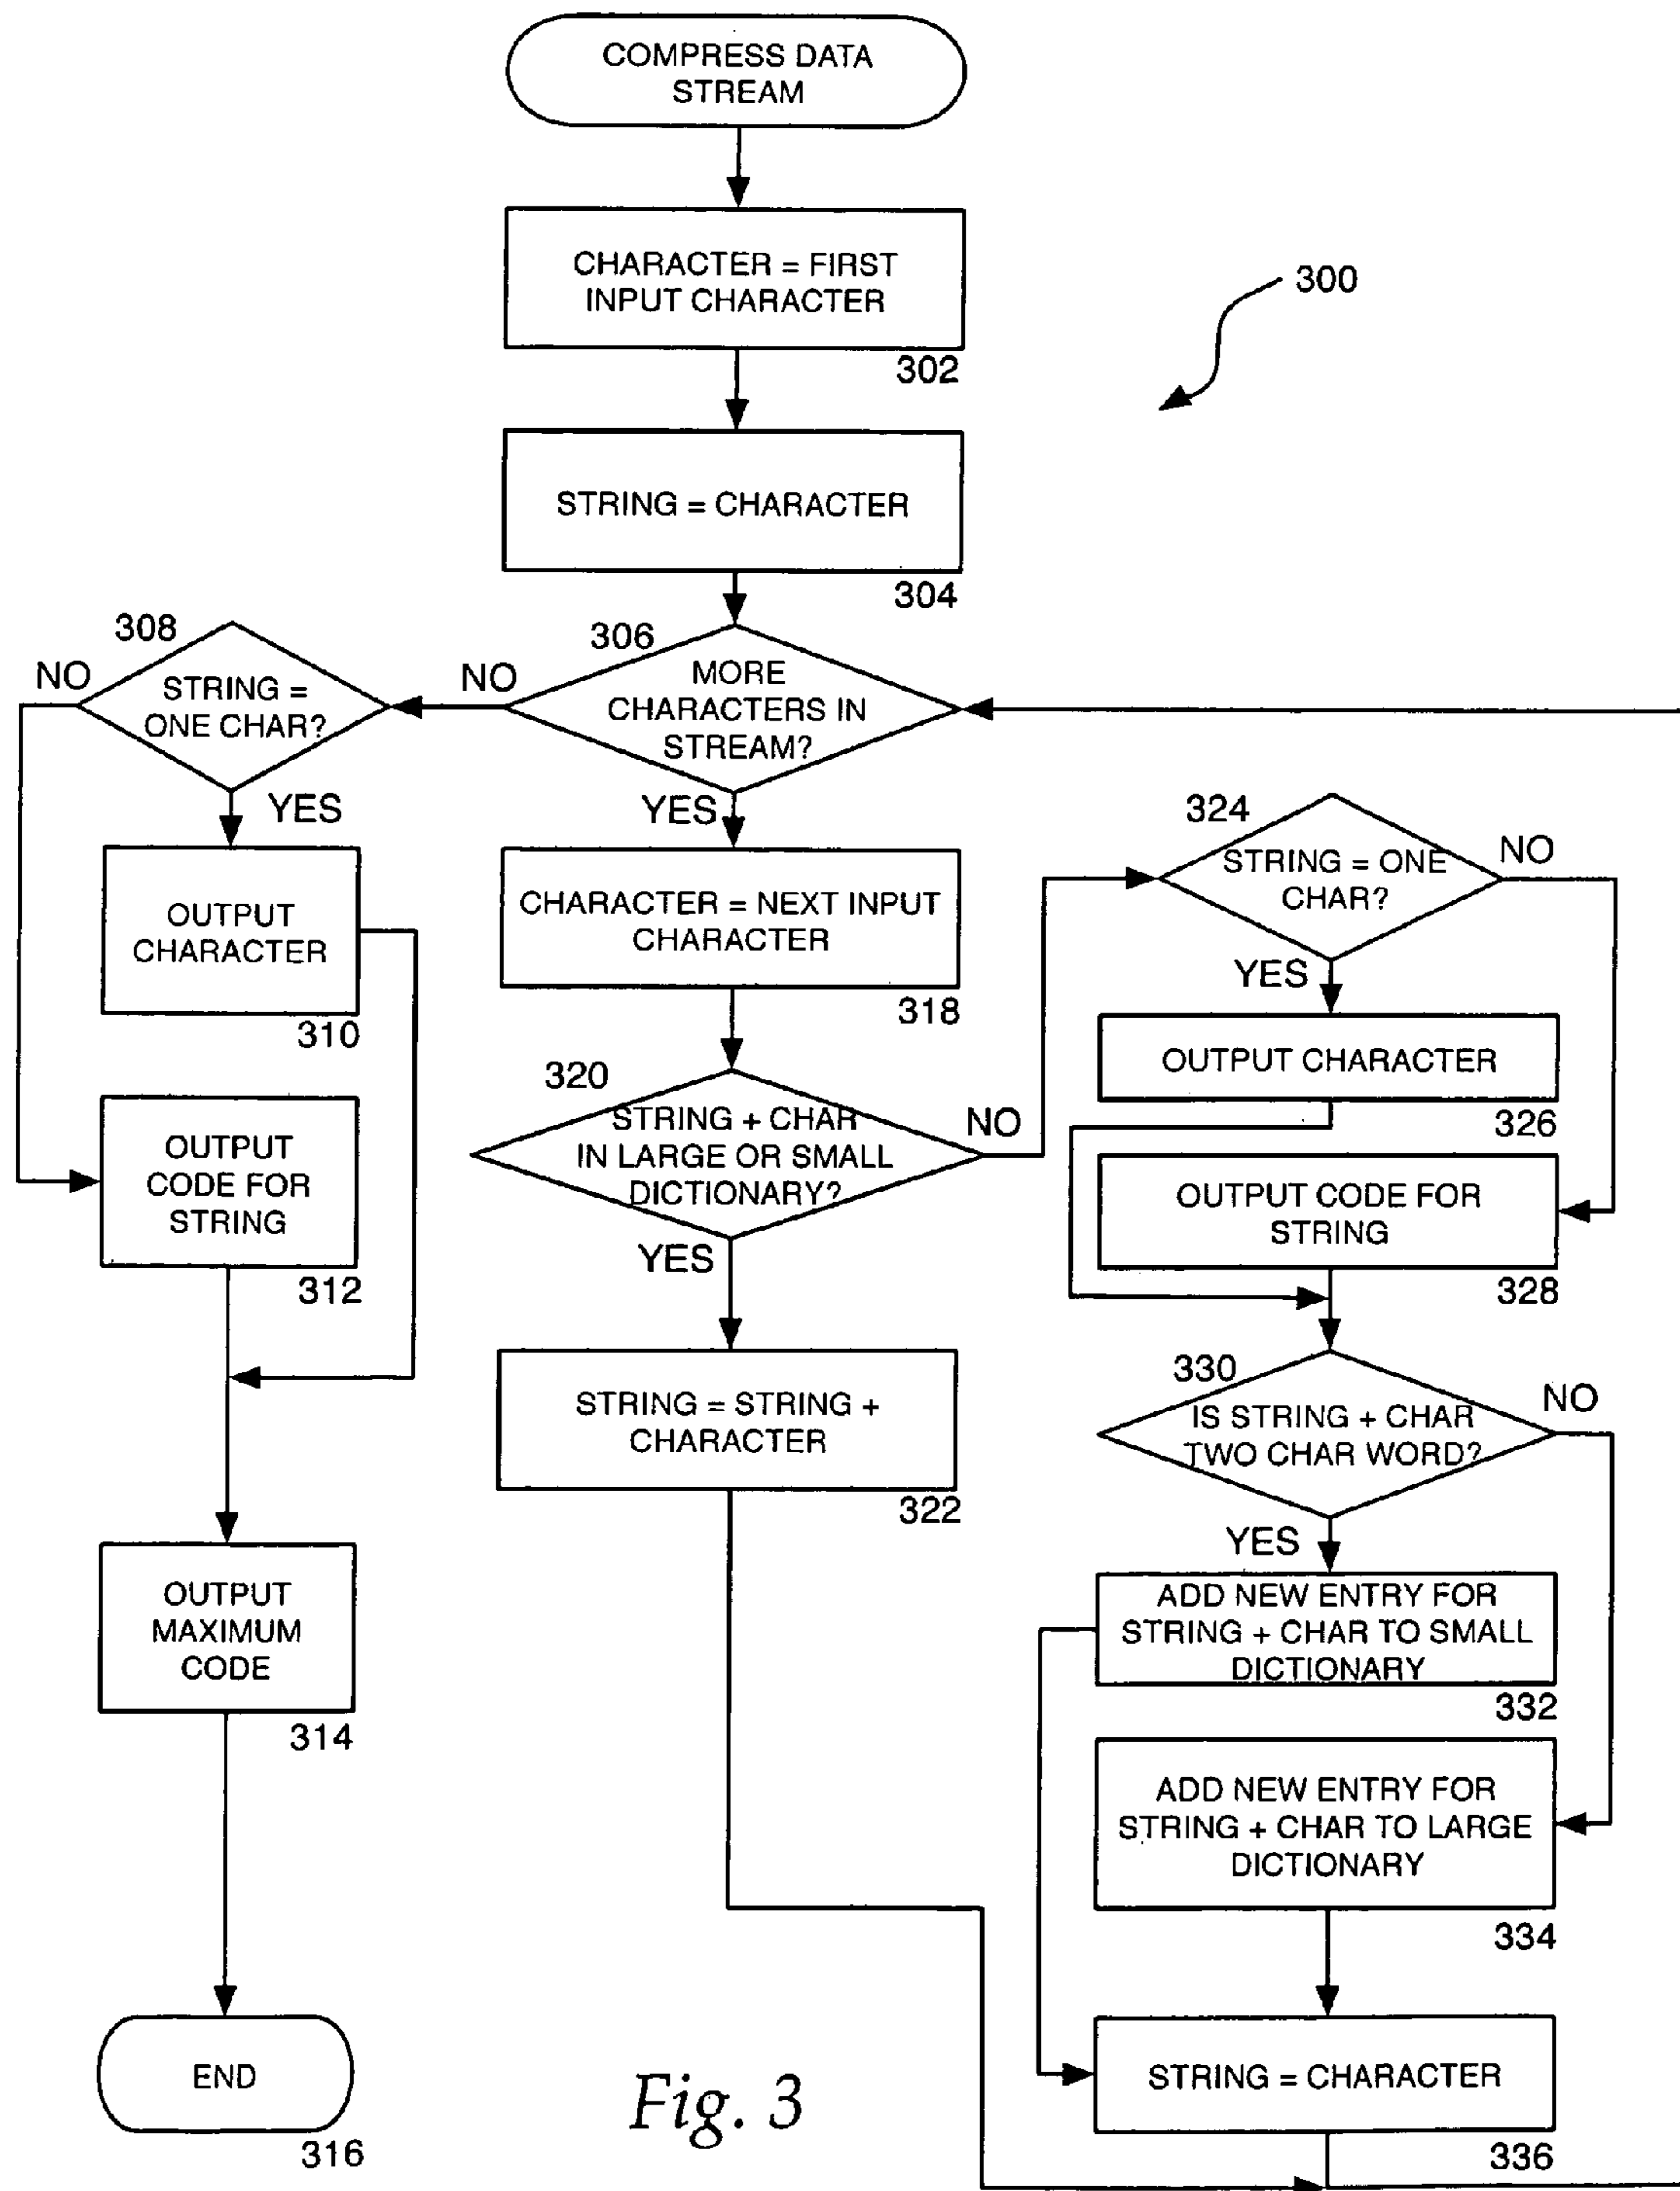 COMPRESS DATA
STREAM
CHARACTER = FIRST
INPUT CHARACTER
302
300
STRING = CHARACTER
304
306
MORE
CHARACTERS IN
STREAM?
NO
YES
308
STRING =
ONE CHAR?
NO
YES
OUTPUT
CHARACTER
310
OUTPUT
CODE FOR
STRING
312
OUTPUT
MAXIMUM
CODE
314
END
316
CHARACTER = NEXT INPUT
CHARACTER
318
320
STRING + CHAR
IN LARGE OR SMALL
DICTIONARY?
NO
YES
STRING = STRING +
CHARACTER
322
324
STRING = ONE
CHAR?
NO
YES
OUTPUT CHARACTER
326
OUTPUT CODE FOR
STRING
328
330
IS STRING + CHAR
TWO CHAR WORD?
NO
YES
ADD NEW ENTRY FOR
STRING + CHAR TO SMALL
DICTIONARY
332
ADD NEW ENTRY FOR
STRING + CHAR TO LARGE
DICTIONARY
334
STRING = CHARACTER
336
Fig. 3